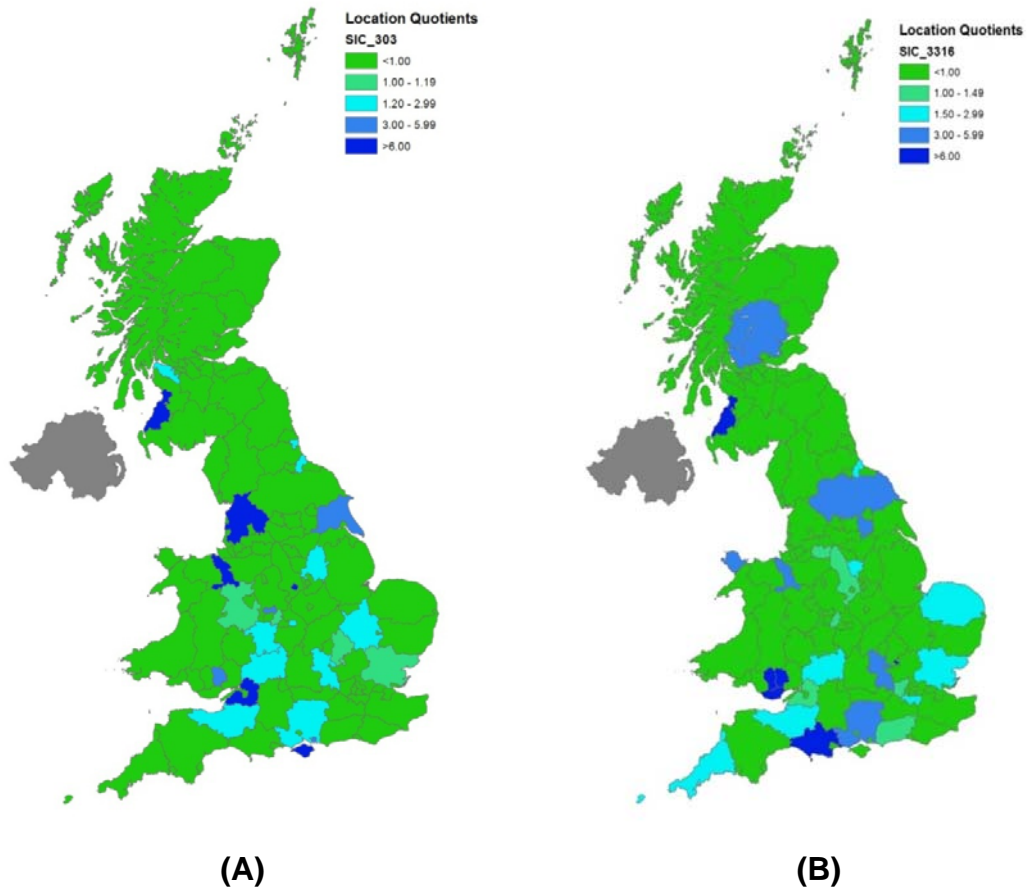 Location Quotients
SIC_303
<1.00
1.00 - 1.19
1.20 - 2.99
3.00 - 5.99
>6.00
Location Quotients
SIC_3316
<1.00
1.00 - 1.49
1.50 - 2.99
3.00 - 5.99
>6.00
(A)
(B)